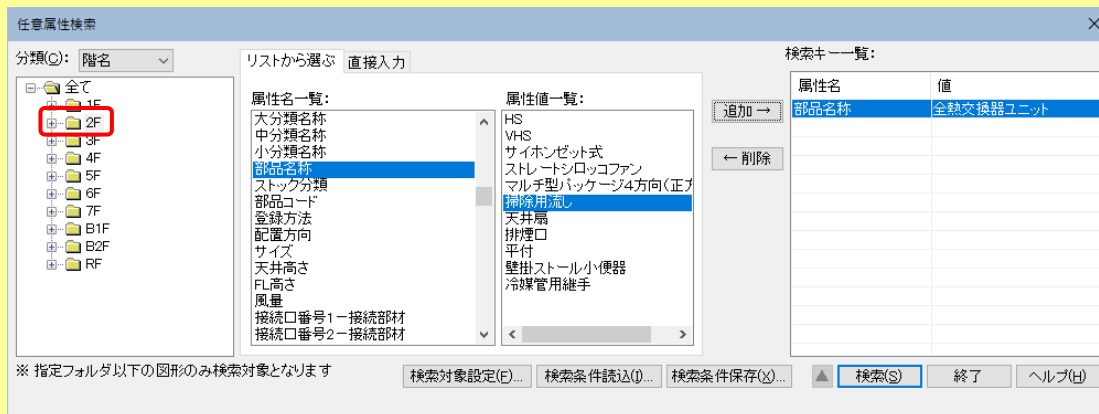 任意属性検索
分類(C): 階名
全て
1F
2F
3F
4F
5F
6F
7F
B1F
B2F
RF
リストから選ぶ 直接入力
属性名一覧:
大分類名称
中分類名称
小分類名称
部品名称
ストック分類
部品コード
登録方法
配置方向
サイズ
天井高さ
FL高さ
風量
接続口番号1-接続部材
接続口番号2-接続部材
属性値一覧:
HS
VHS
サイホンゼット式
ストレートシロッコファン
マルチ型パッケージ4方向(正方
掃除用流し
天井扇
排煙口
平付
壁掛ストール小便器
冷媒管用継手
追加→
←削除
検索キー一覧:
属性名 値
部品名称 全熱交換器ユニット
※ 指定フォルダ以下の図形のみ検索対象となります
検索対象設定(F)... 検索条件読込(I)... 検索条件保存(X)... ▲ 検索(S) 終了 ヘルプ(H)